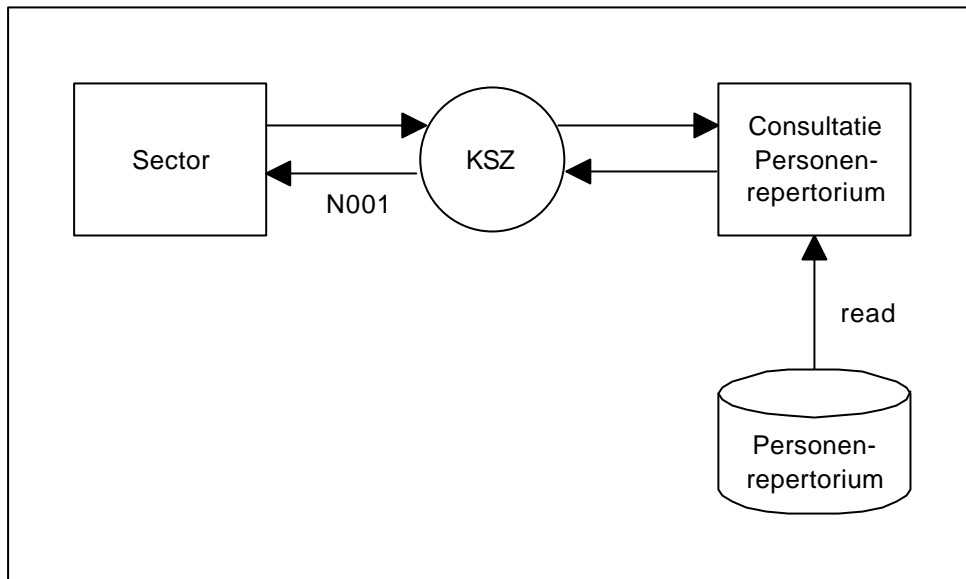 Sector
N001
KSZ
Consultatie
Personen-
repertorium
read
Personen-
repertorium